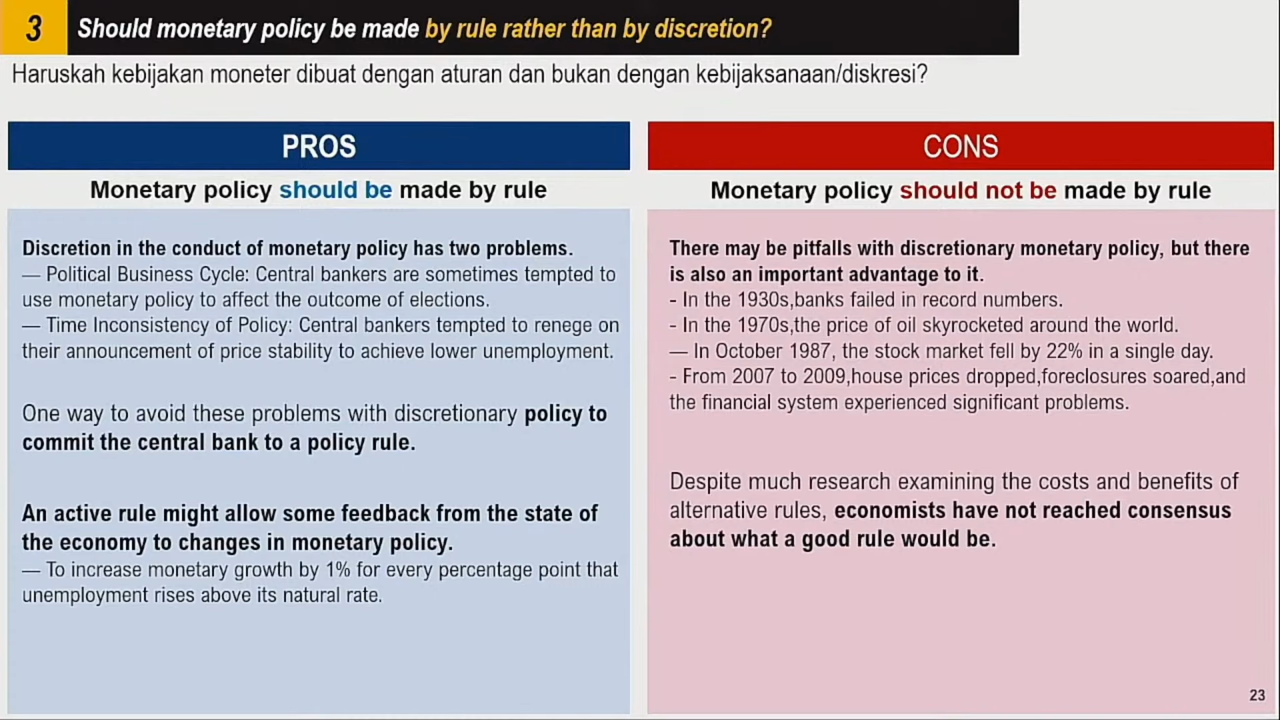 3
Should monetary policy be made by rule rather than by discretion?
Haruskah kebijakan moneter dibuat dengan aturan dan bukan dengan kebijaksanaan/diskresi?
PROS
Monetary policy should be made by rule
Discretion in the conduct of monetary policy has two problems.
— Political Business Cycle: Central bankers are sometimes tempted to
use monetary policy to affect the outcome of elections.
— Time Inconsistency of Policy: Central bankers tempted to renege on
their announcement of price stability to achieve lower unemployment.
One way to avoid these problems with discretionary policy to
commit the central bank to a policy rule.
An active rule might allow some feedback from the state of
the economy to changes in monetary policy.
— To increase monetary growth by 1% for every percentage point that
unemployment rises above its natural rate.
CONS
Monetary policy should not be made by rule
There may be pitfalls with discretionary monetary policy, but there
is also an important advantage to it.
- In the 1930s,banks failed in record numbers.
- In the 1970s,the price of oil skyrocketed around the world.
— In October 1987, the stock market fell by 22% in a single day.
- From 2007 to 2009,house prices dropped,foreclosures soared,and
the financial system experienced significant problems.
Despite much research examining the costs and benefits of
alternative rules, economists have not reached consensus
about what a good rule would be.
23